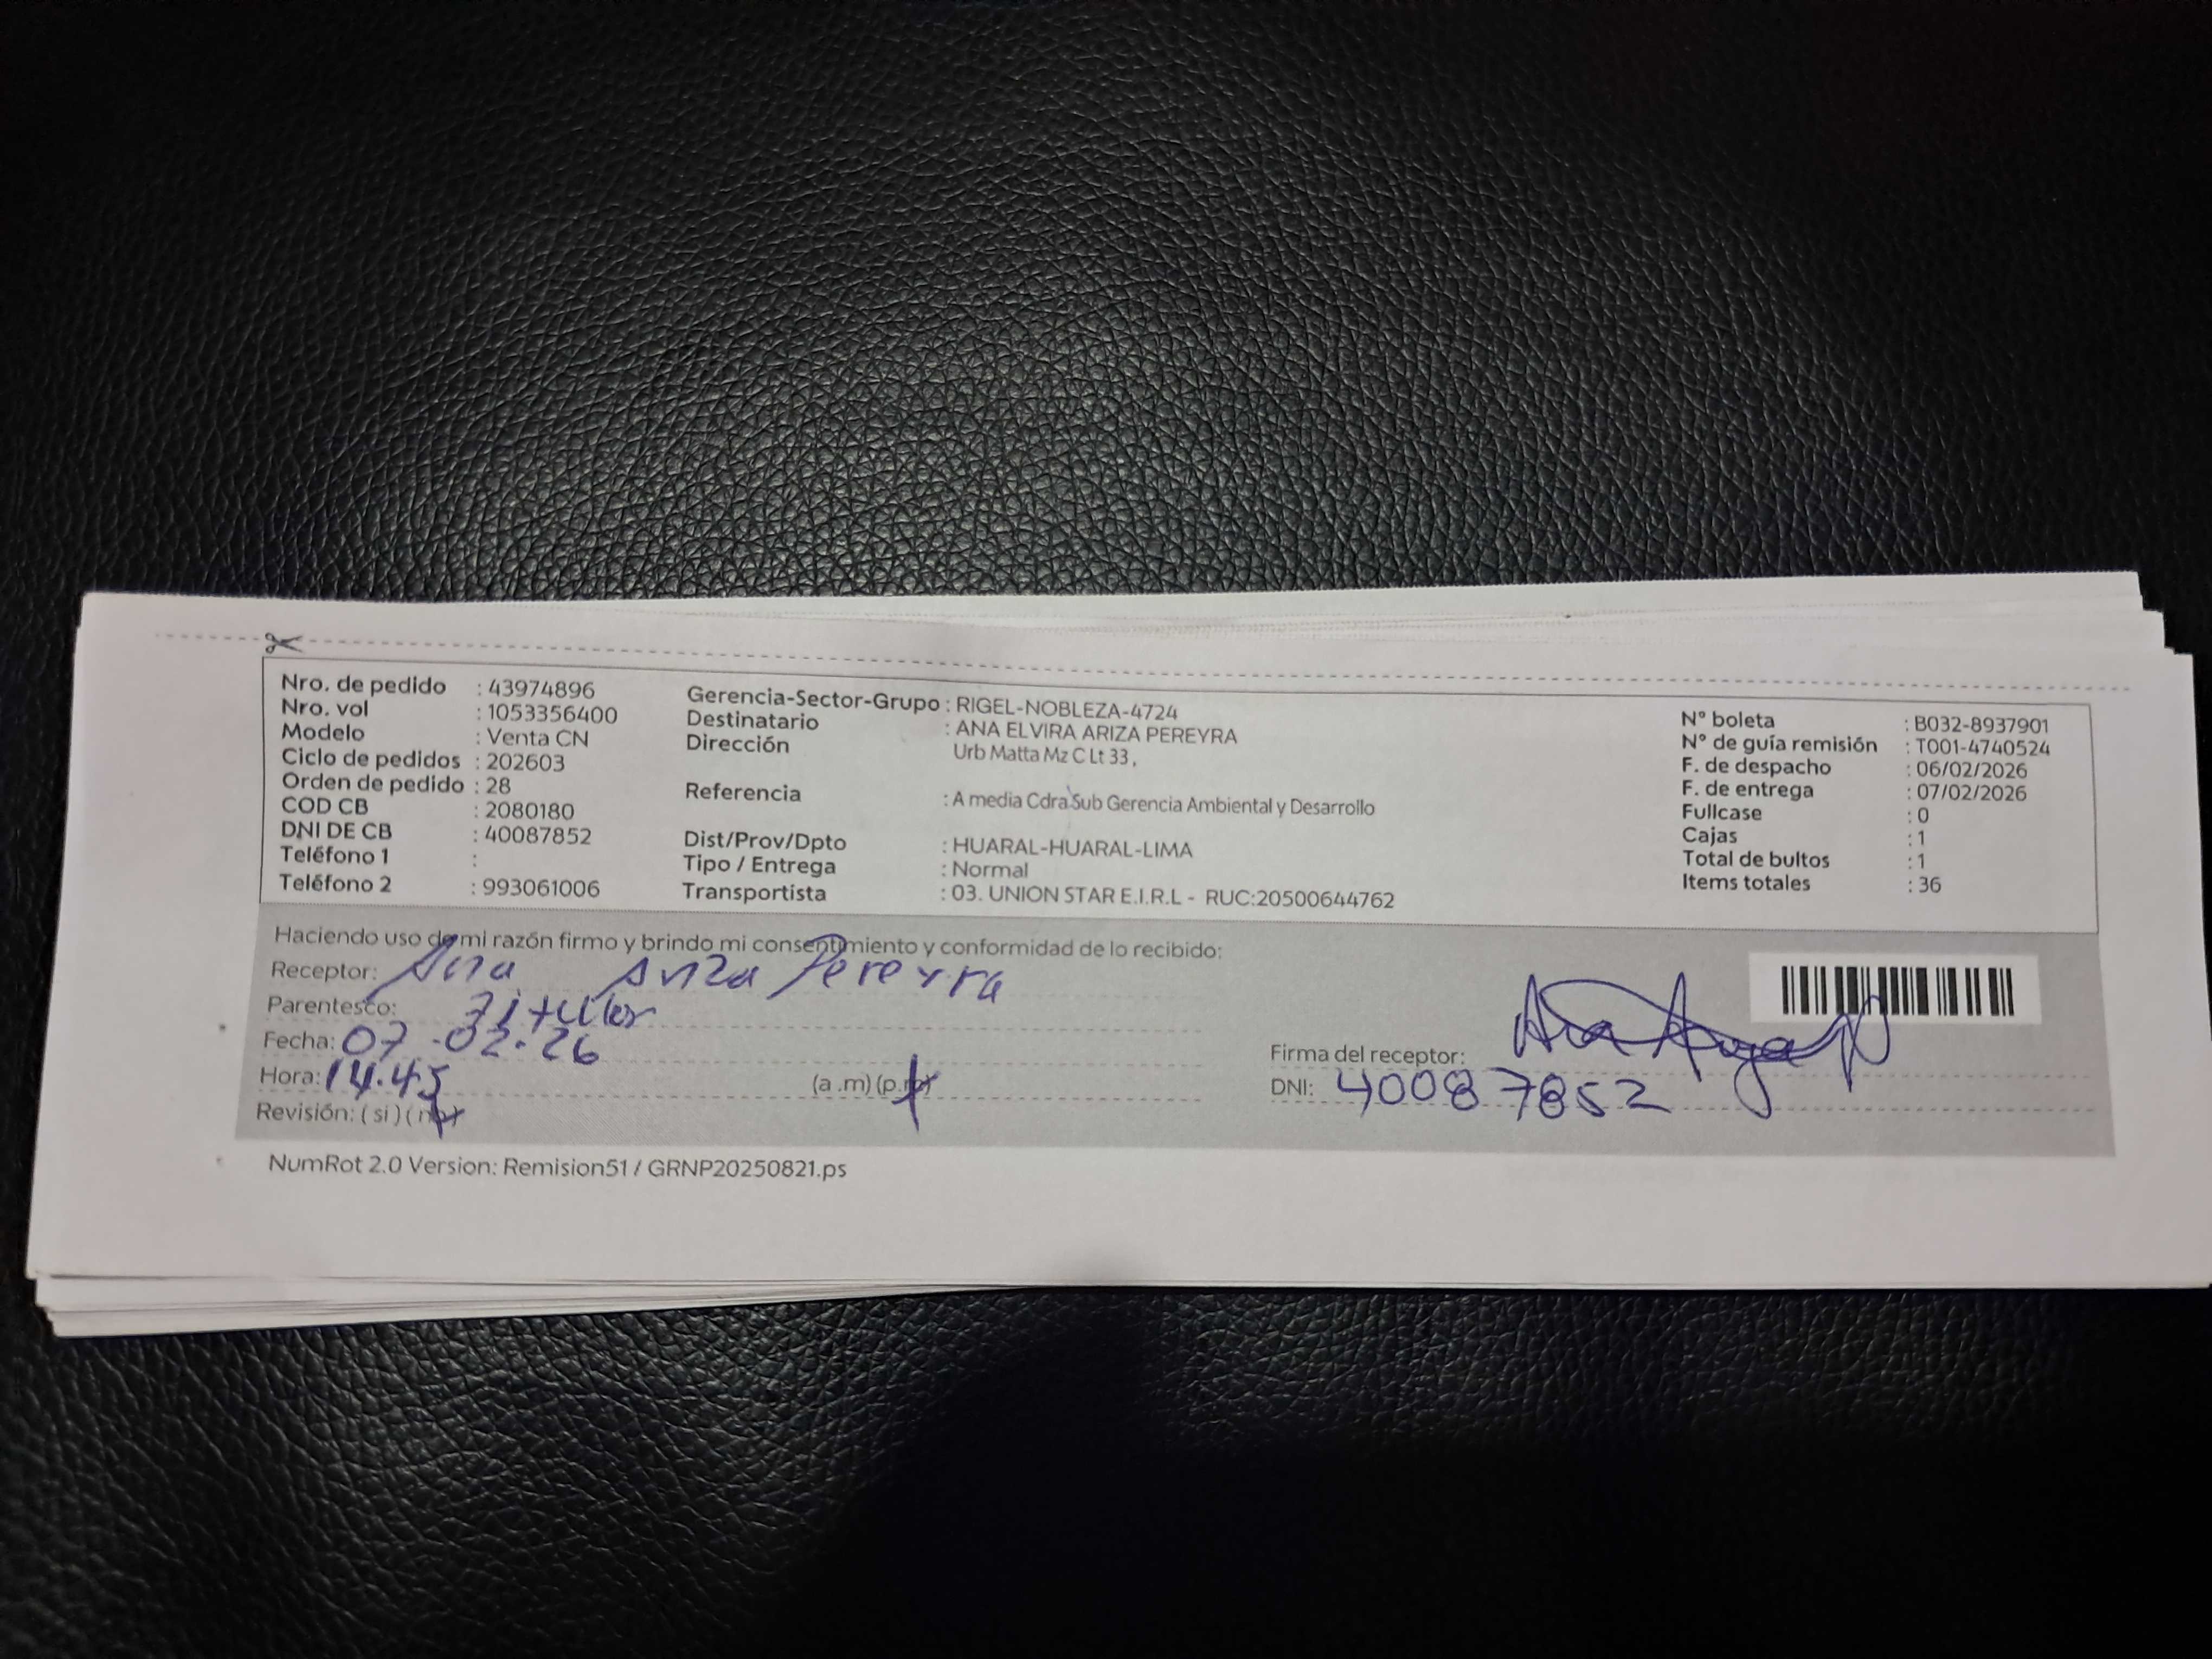 Nro. de pedido : 43974896
Nro. vol : 1053356400
Modelo : Venta CN
Ciclo de pedidos : 202603
Orden de pedido : 28
COD CB : 2080180
DNI DE CB : 40087852
Teléfono 1 :
Teléfono 2 : 993061006
Gerencia-Sector-Grupo : RIGEL-NOBLEZA-4724
Destinatario : ANA ELVIRA ARIZA PEREYRA
Dirección Urb Matta Mz C Lt 33 ,
Referencia : A media Cdra Sub Gerencia Ambiental y Desarrollo
Dist/Prov/Dpto : HUARAL-HUARAL-LIMA
Tipo / Entrega : Normal
Transportista : 03. UNION STAR E.I.R.L - RUC:20500644762
N° boleta : B032-8937901
N° de guía remisión : T001-4740524
F. de despacho : 06/02/2026
F. de entrega : 07/02/2026
Fullcase : 0
Cajas : 1
Total de bultos : 1
Items totales : 36
Haciendo uso de mi razón firmo y brindo mi consentimiento y conformidad de lo recibido:
Receptor: Ana Ariza Pereyra
Parentesco: Titular
Fecha: 07-02-26
Hora: 14.45 (a .m) (p.m)
Revisión: ( si ) ( no )
Firma del receptor:
DNI: 40087852
NumRot 2.0 Version: Remision51 / GRNP20250821.ps